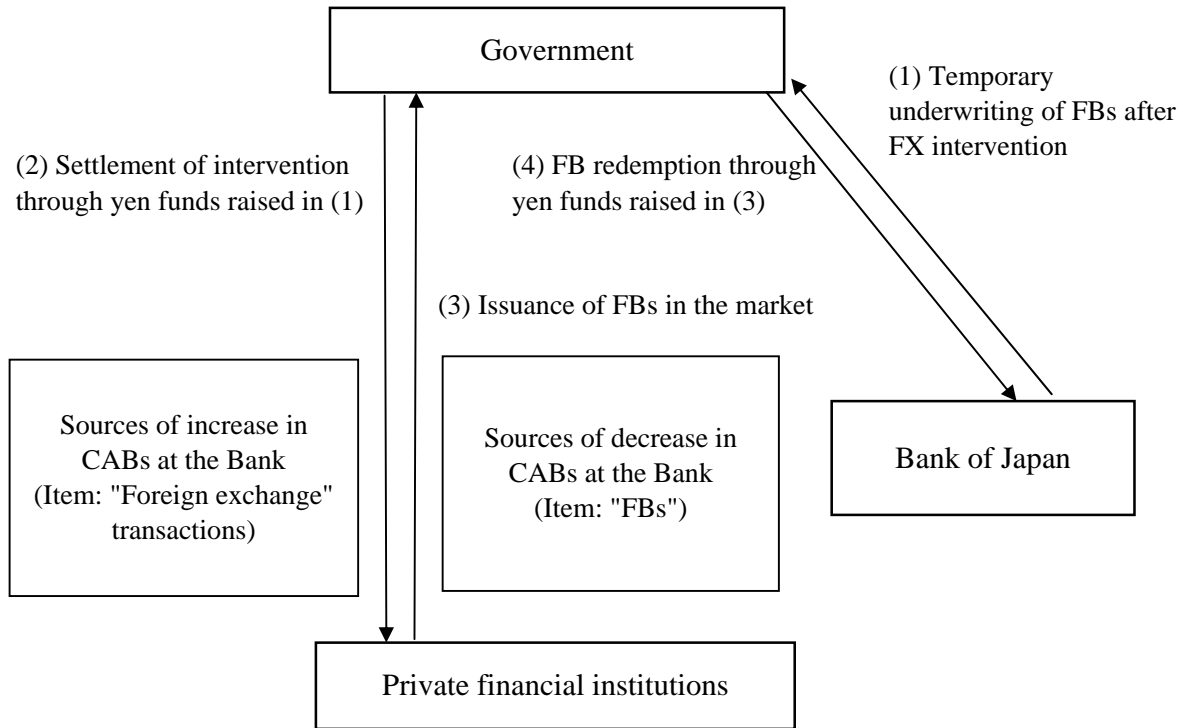 Government
(1) Temporary
underwriting of FBs after
FX intervention
(2) Settlement of intervention
through yen funds raised in (1)
(4) FB redemption through
yen funds raised in (3)
(3) Issuance of FBs in the market
Sources of increase in
CABs at the Bank
(Item: "Foreign exchange"
transactions)
Sources of decrease in
CABs at the Bank
(Item: "FBs")
Bank of Japan
Private financial institutions